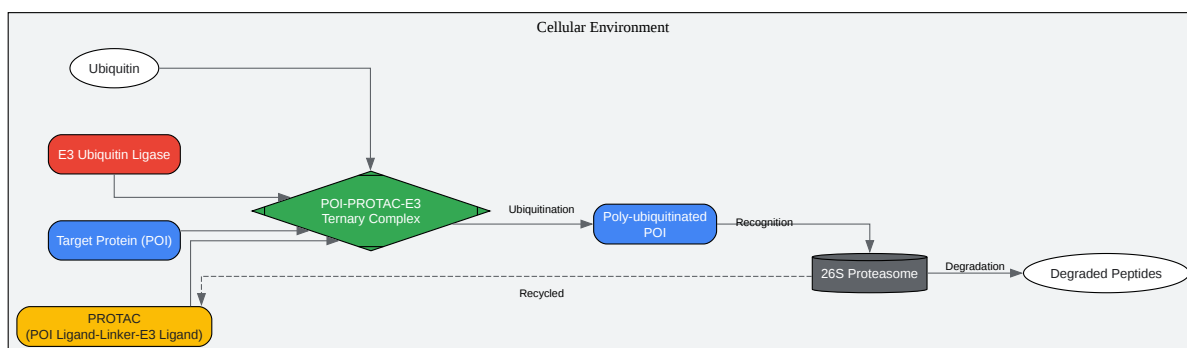 Cellular Environment
Ubiquitin
E3 Ubiquitin Ligase
POI-PROTAC-E3
Ternary Complex
Ubiquitination
Poly-ubiquitinated
POI
Recognition
Target Protein (POI)
26S Proteasome
Degradation
Degraded Peptides
Recycled
PROTAC
(POI Ligand-Linker-E3 Ligand)